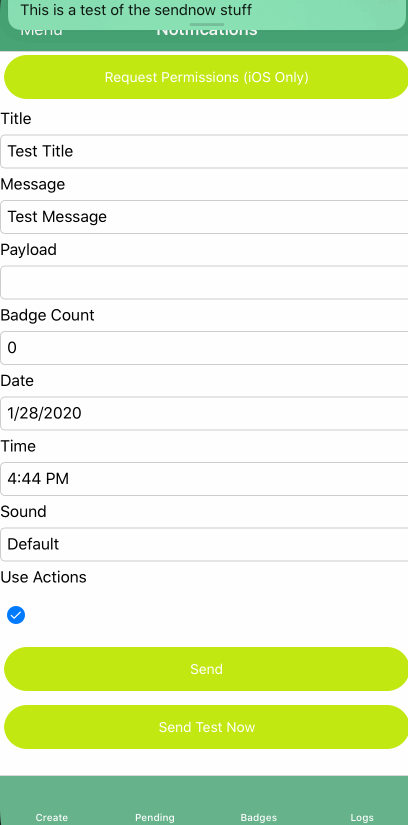 This is a test of the sendnow stuff
Menu
Notifications
Request Permissions (iOS Only)
Title
Test Title
Message
Test Message
Payload
Badge Count
0
Date
1/28/2020
Time
4:44 PM
Sound
Default
Use Actions
Send
Send Test Now
Create
Pending
Badges
Logs